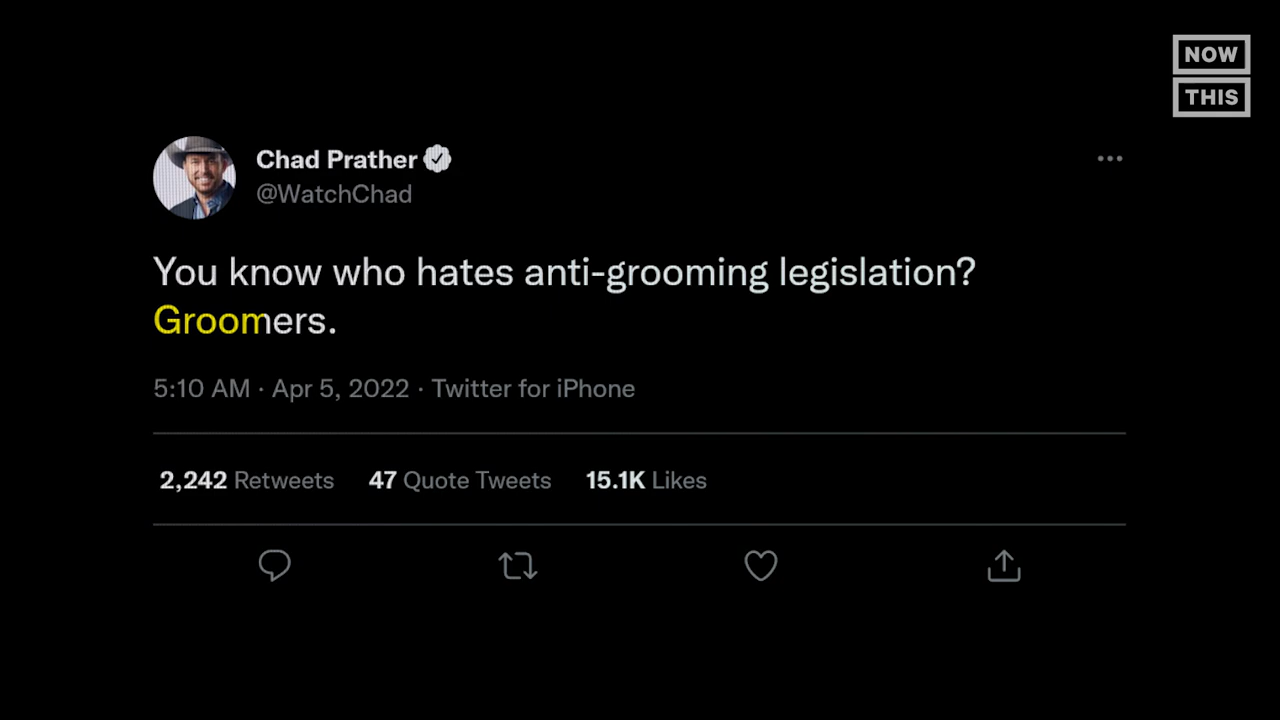 NOW
THIS
Chad Prather
@WatchChad
You know who hates anti-grooming legislation?
Groomers.
5:10 AM · Apr 5, 2022 · Twitter for iPhone
2,242 Retweets 47 Quote Tweets 15.1K Likes